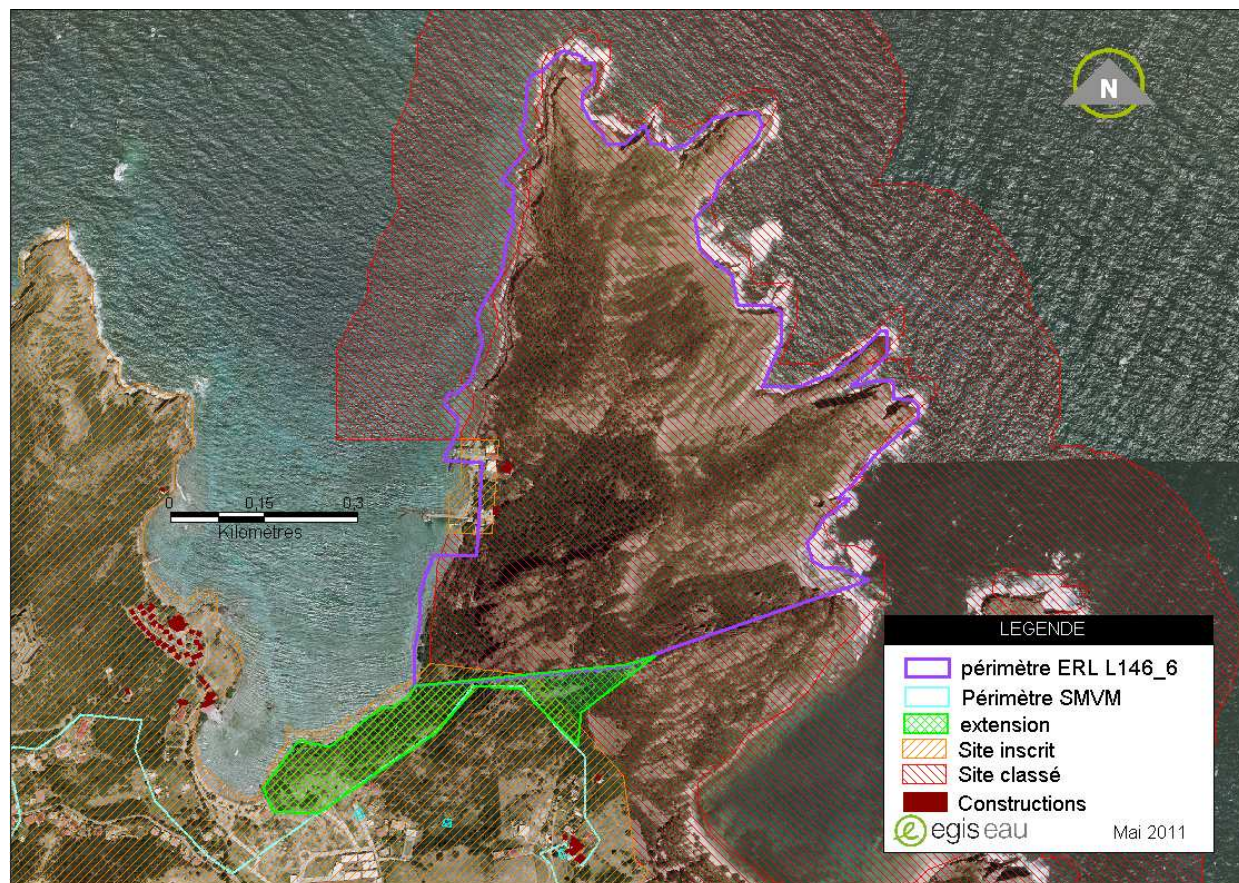 N
0 0,15 0,3
Kilomètres
LEGENDE
périmètre ERL L146_6
Périmètre SMVM
extension
Site inscrit
Site classé
Constructions
e egis eau Mai 2011